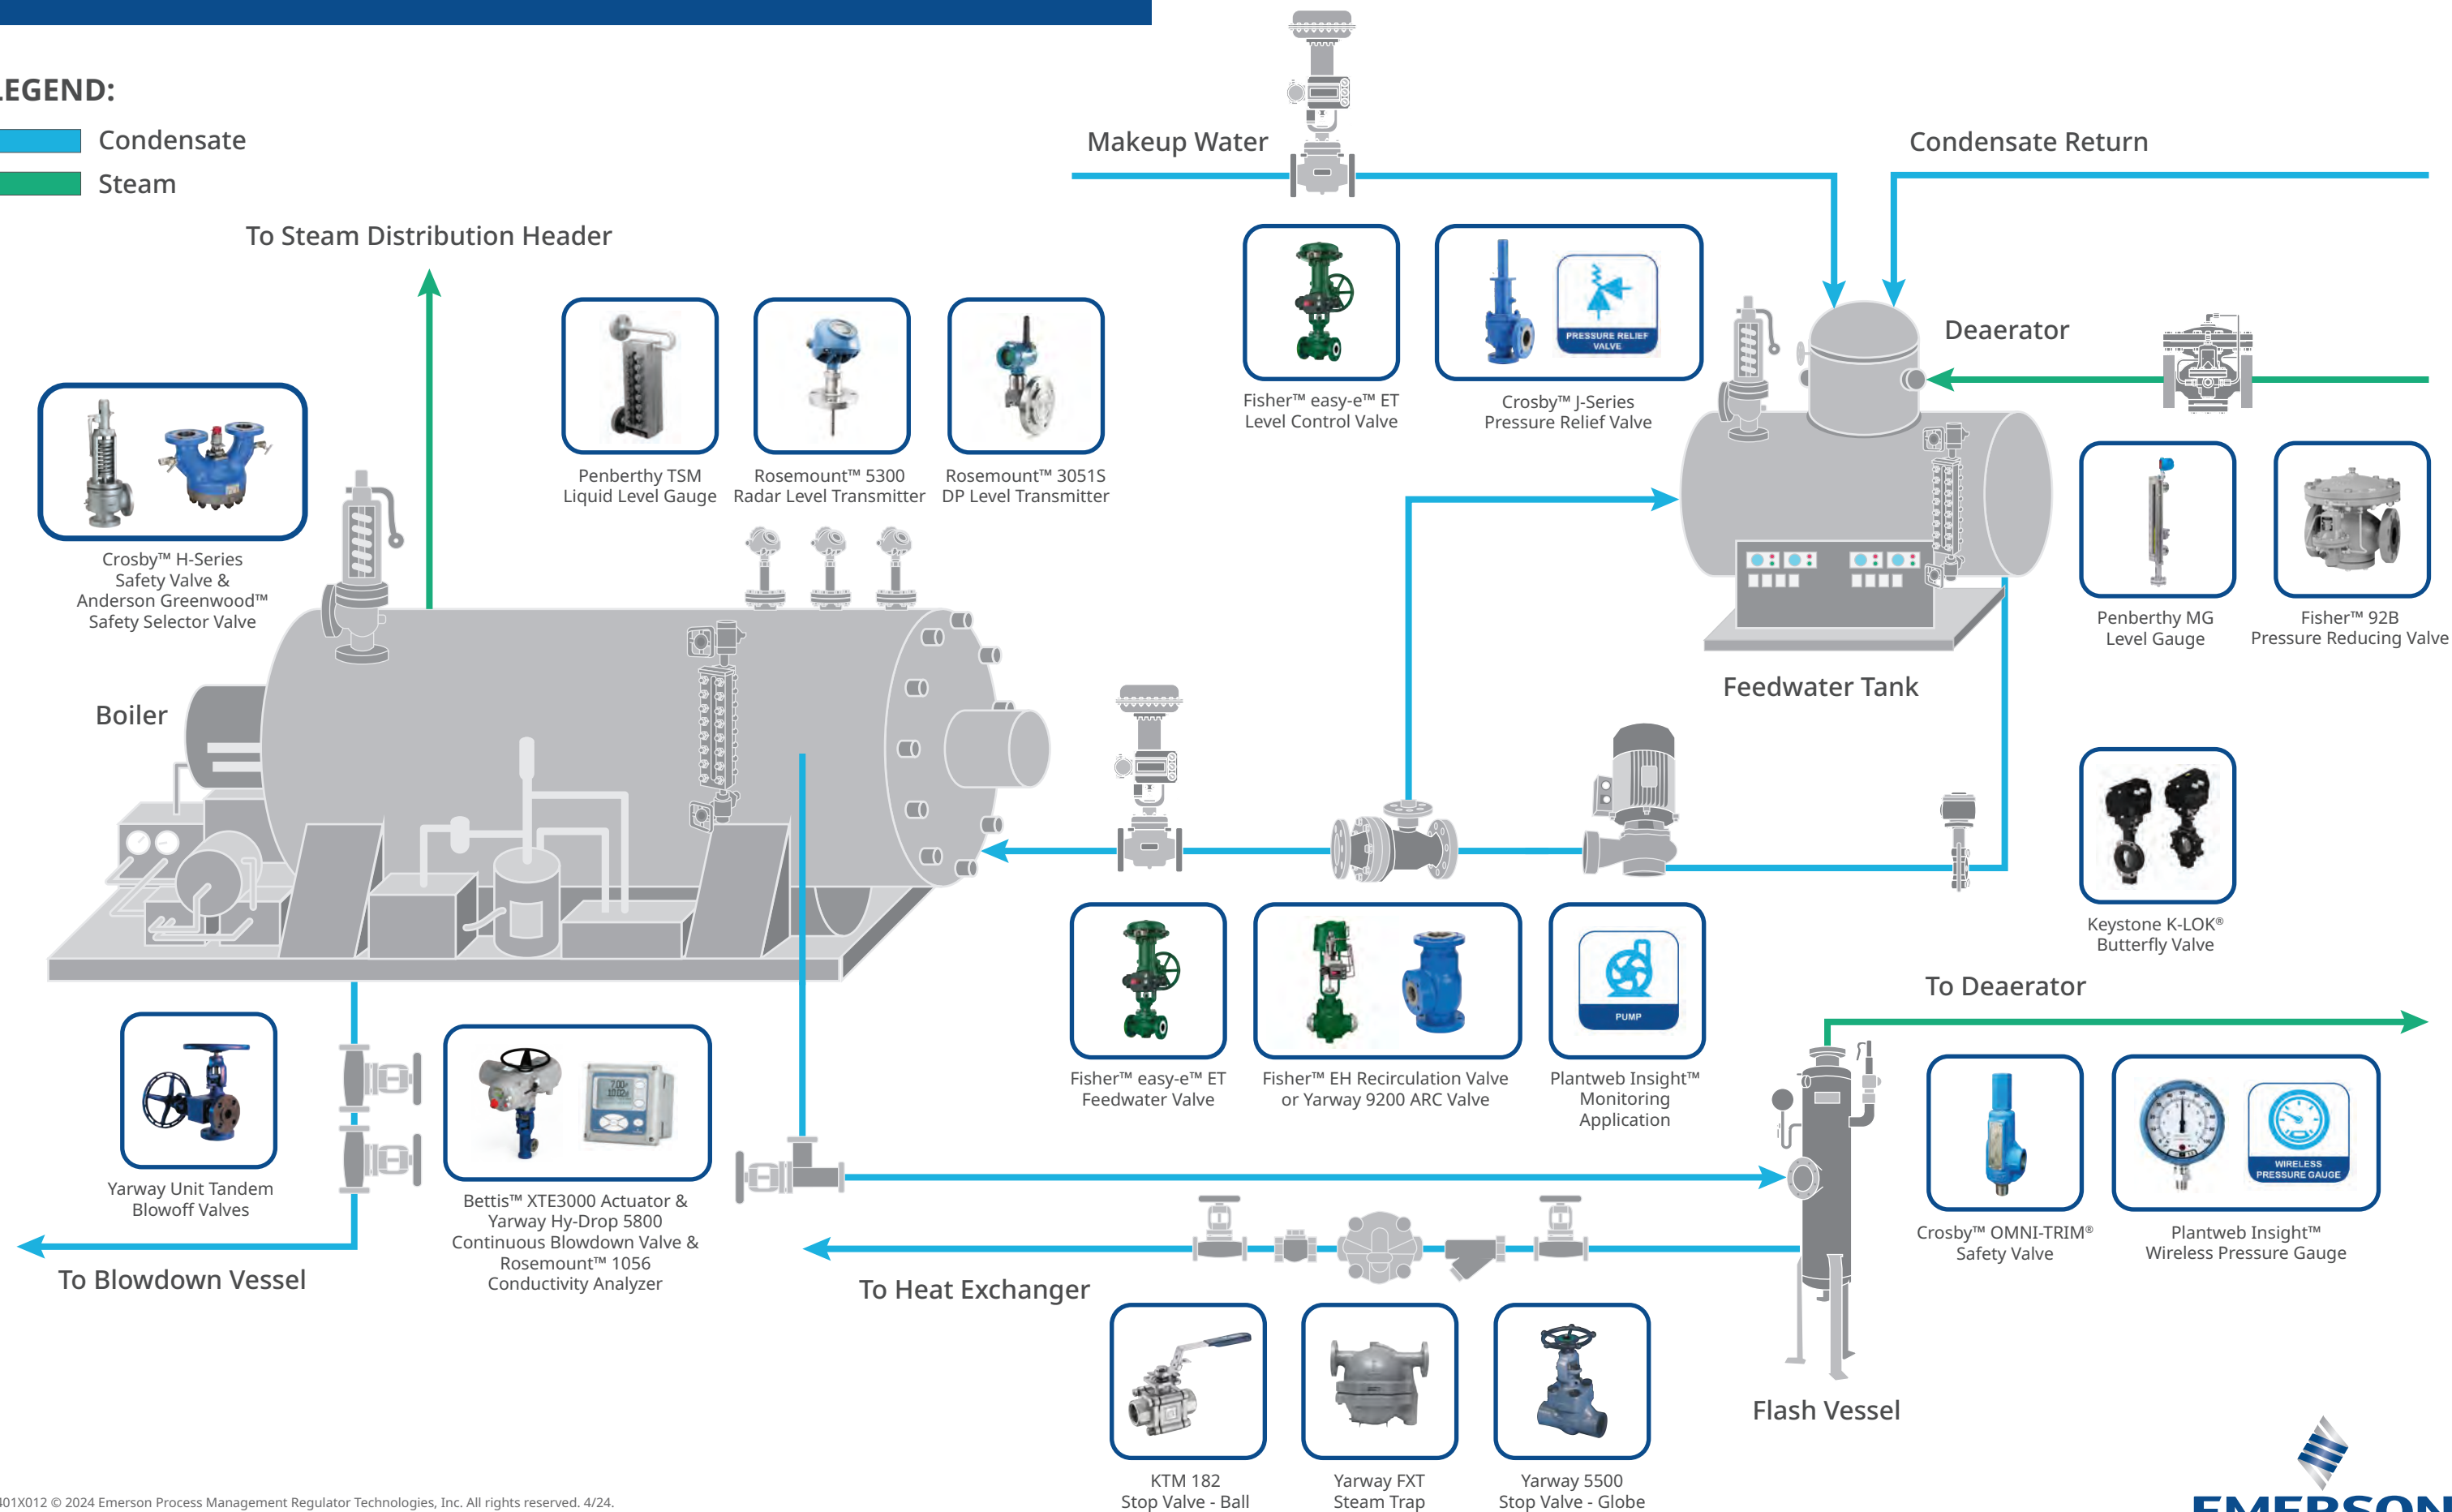 LEGEND:
Condensate
Steam
Makeup Water
Condensate Return
To Steam Distribution Header
PRESSURE RELIEF
VALVE
Deaerator
Fisher™ easy-e™ ET
Level Control Valve
Crosby™ J-Series
Pressure Relief Valve
Penberthy TSM
Liquid Level Gauge
Rosemount™ 5300
Radar Level Transmitter
Rosemount™ 3051S
DP Level Transmitter
Crosby™ H-Series
Safety Valve &
Anderson Greenwood™
Safety Selector Valve
Penberthy MG
Level Gauge
Fisher™ 92B
Pressure Reducing Valve
Feedwater Tank
Boiler
Keystone K-LOK®
Butterfly Valve
To Deaerator
PUMP
Fisher™ easy-e™ ET
Feedwater Valve
Fisher™ EH Recirculation Valve
or Yarway 9200 ARC Valve
Plantweb Insight™
Monitoring
Application
WIRELESS
PRESSURE GAUGE
Yarway Unit Tandem
Blowoff Valves
Bettis™ XTE3000 Actuator &
Yarway Hy-Drop 5800
Continuous Blowdown Valve &
Rosemount™ 1056
Conductivity Analyzer
Crosby™ OMNI-TRIM®
Safety Valve
Plantweb Insight™
Wireless Pressure Gauge
To Blowdown Vessel
To Heat Exchanger
Flash Vessel
KTM 182
Stop Valve - Ball
Yarway FXT
Steam Trap
Yarway 5500
Stop Valve - Globe
401X012 © 2024 Emerson Process Management Regulator Technologies, Inc. All rights reserved. 4/24.
EMERSON